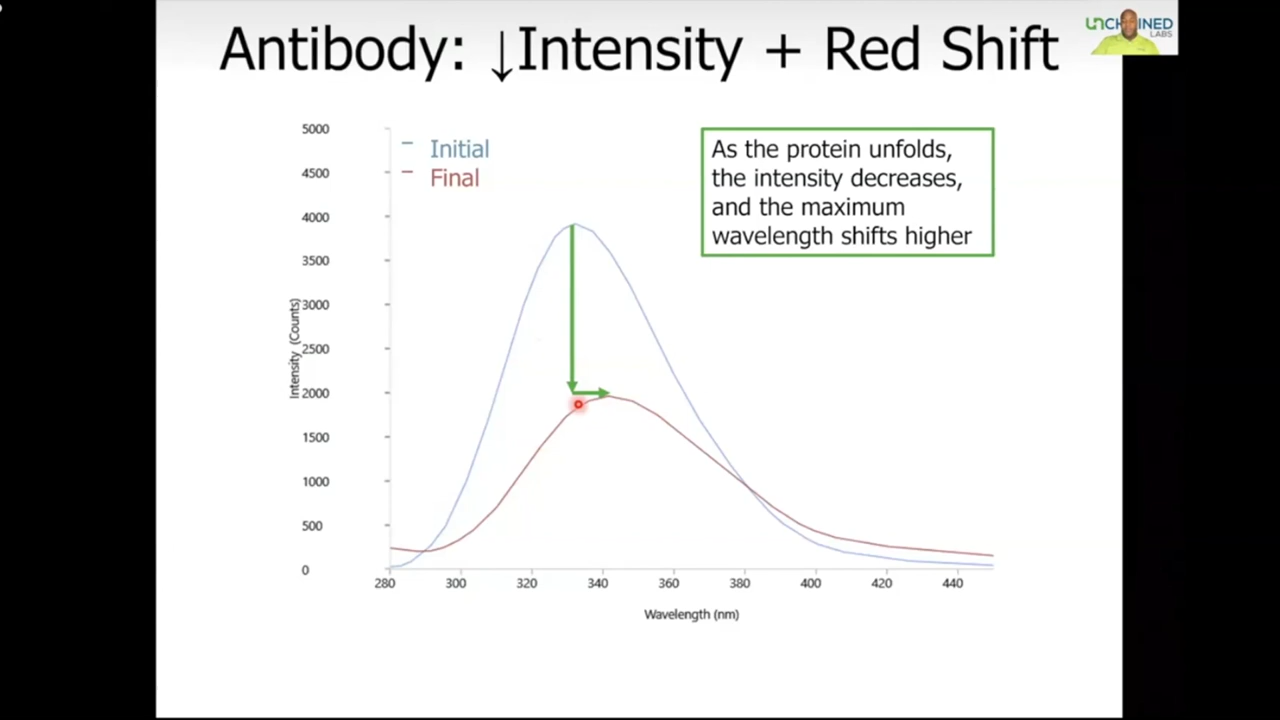 Antibody: ↓Intensity + Red Shift
UNCHAINED
LABS
Initial
Final
As the protein unfolds,
the intensity decreases,
and the maximum
wavelength shifts higher
5000
4500
4000
3500
3000
2500
2000
1500
1000
500
0
Intensity (Counts)
280 300 320 340 360 380 400 420 440
Wavelength (nm)